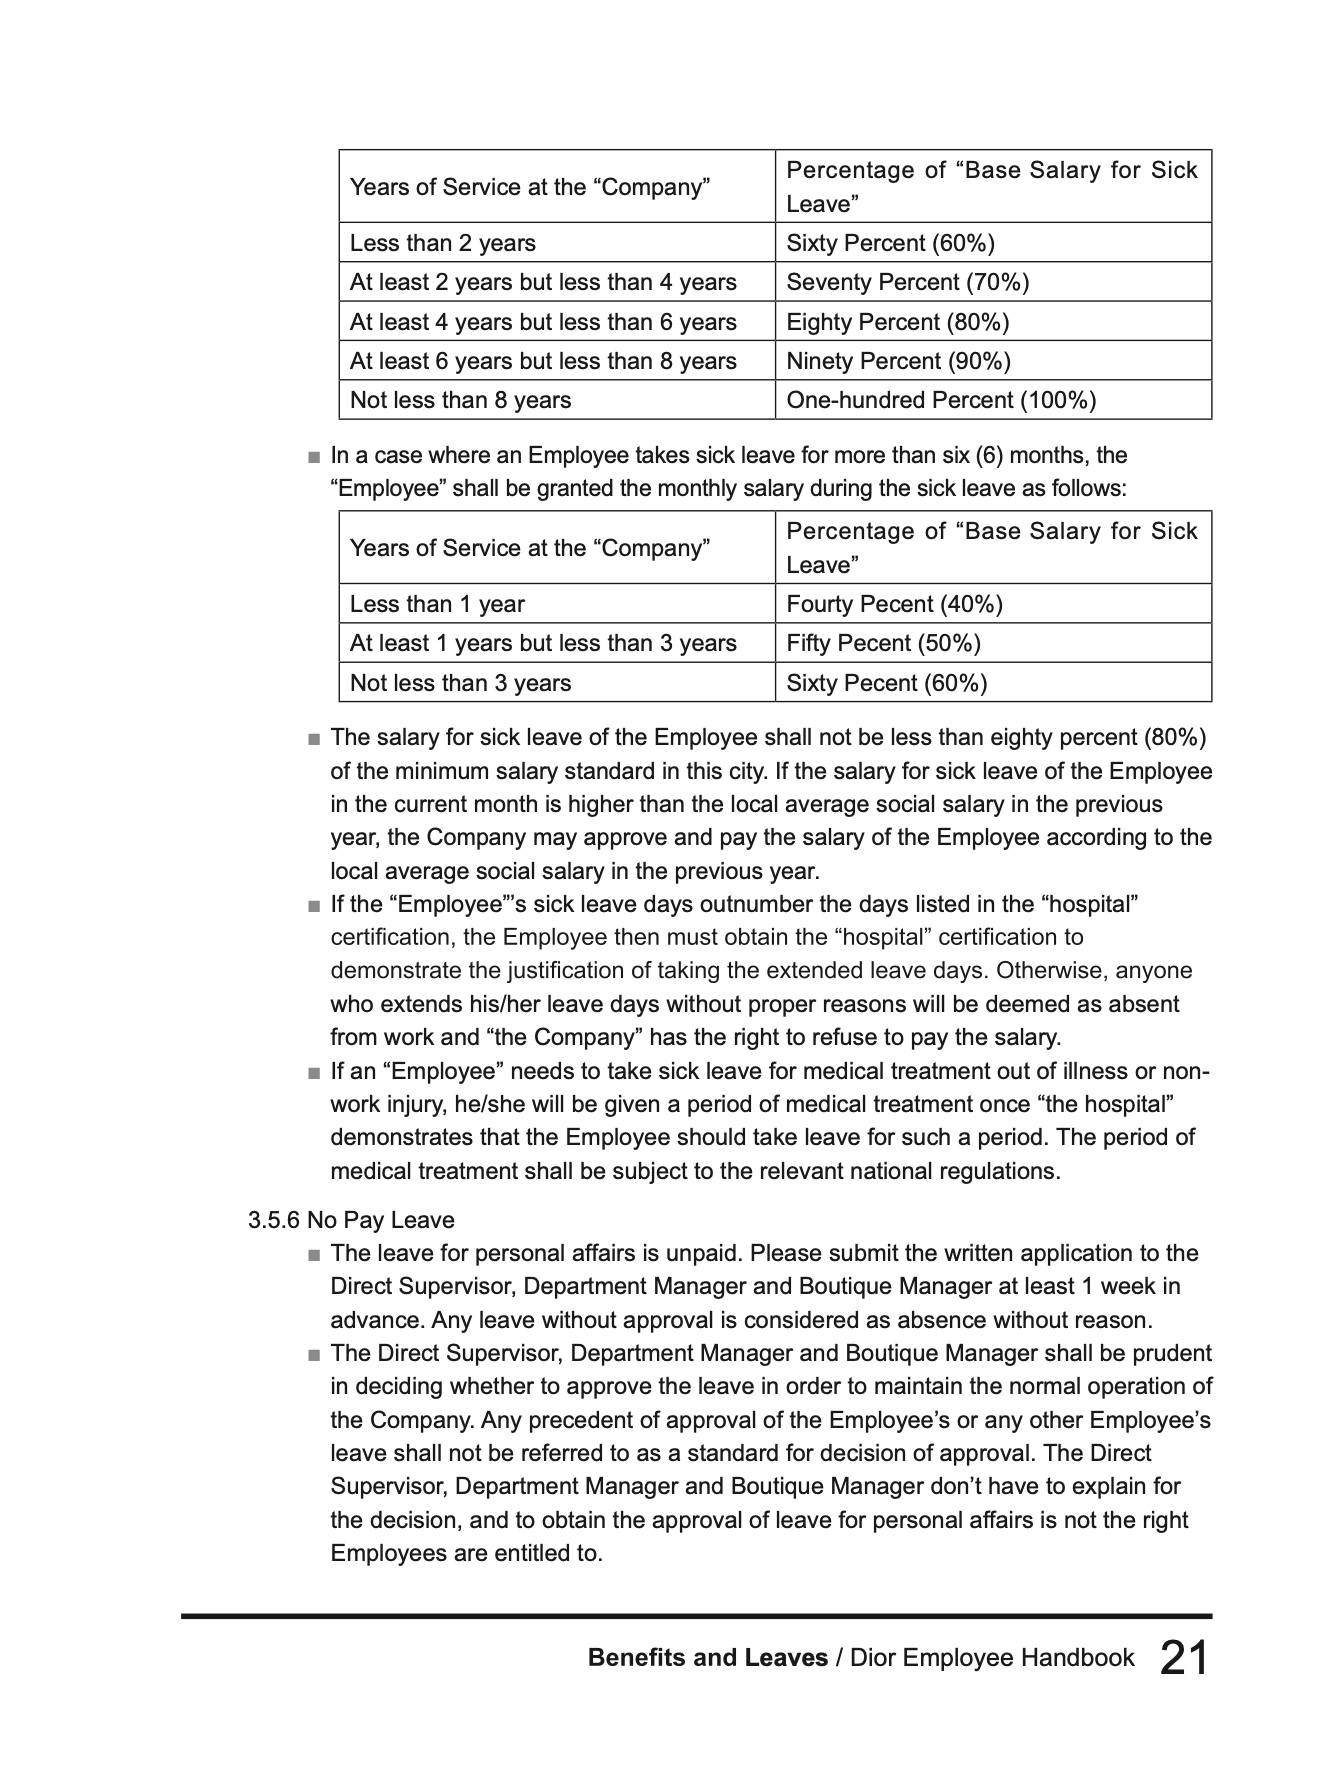 Years of Service at the “Company”
Percentage of “Base Salary for Sick
Leave”
Less than 2 years
Sixty Percent (60%)
At least 2 years but less than 4 years
Seventy Percent (70%)
At least 4 years but less than 6 years
Eighty Percent (80%)
At least 6 years but less than 8 years
Ninety Percent (90%)
Not less than 8 years
One-hundred Percent (100%)
■ In a case where an Employee takes sick leave for more than six (6) months, the
“Employee” shall be granted the monthly salary during the sick leave as follows:
Years of Service at the “Company”
Percentage of “Base Salary for Sick
Leave”
Less than 1 year
Fourty Pecent (40%)
At least 1 years but less than 3 years
Fifty Pecent (50%)
Not less than 3 years
Sixty Pecent (60%)
■ The salary for sick leave of the Employee shall not be less than eighty percent (80%)
of the minimum salary standard in this city. If the salary for sick leave of the Employee
in the current month is higher than the local average social salary in the previous
year, the Company may approve and pay the salary of the Employee according to the
local average social salary in the previous year.
■ If the “Employee”’s sick leave days outnumber the days listed in the “hospital”
certification, the Employee then must obtain the “hospital” certification to
demonstrate the justification of taking the extended leave days. Otherwise, anyone
who extends his/her leave days without proper reasons will be deemed as absent
from work and “the Company” has the right to refuse to pay the salary.
■ If an “Employee” needs to take sick leave for medical treatment out of illness or non-
work injury, he/she will be given a period of medical treatment once “the hospital”
demonstrates that the Employee should take leave for such a period. The period of
medical treatment shall be subject to the relevant national regulations.
3.5.6 No Pay Leave
■ The leave for personal affairs is unpaid. Please submit the written application to the
Direct Supervisor, Department Manager and Boutique Manager at least 1 week in
advance. Any leave without approval is considered as absence without reason.
■ The Direct Supervisor, Department Manager and Boutique Manager shall be prudent
in deciding whether to approve the leave in order to maintain the normal operation of
the Company. Any precedent of approval of the Employee’s or any other Employee’s
leave shall not be referred to as a standard for decision of approval. The Direct
Supervisor, Department Manager and Boutique Manager don’t have to explain for
the decision, and to obtain the approval of leave for personal affairs is not the right
Employees are entitled to.
Benefits and Leaves / Dior Employee Handbook 21